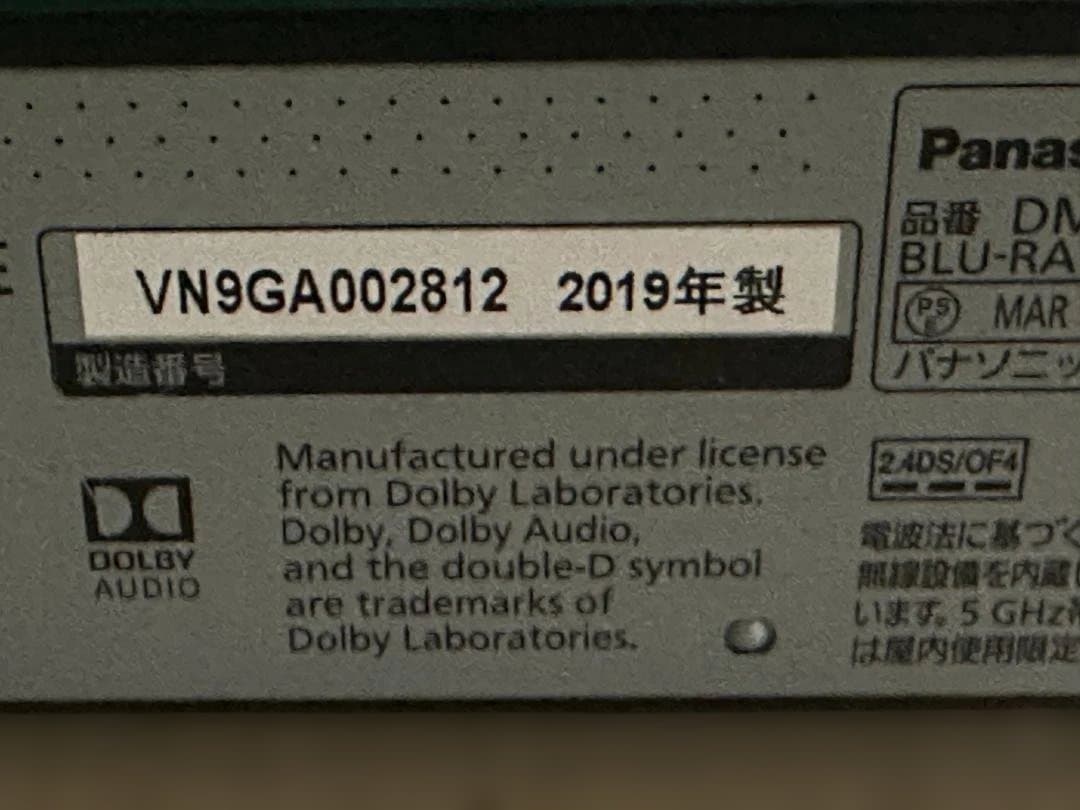 VN9GA002812 2019年製
製造番号
DOLBY
AUDIO
Manufactured under license
from Dolby Laboratories.
Dolby, Dolby Audio,
and the double-D symbol
are trademarks of
Dolby Laboratories.
Panas
品番 DM
BLU-RA
PS
E
MAR
パナソニッ
2.4DS/OF4
電波法に基づく
無線設備を内蔵し
います。5 GHz
は屋内使用限定